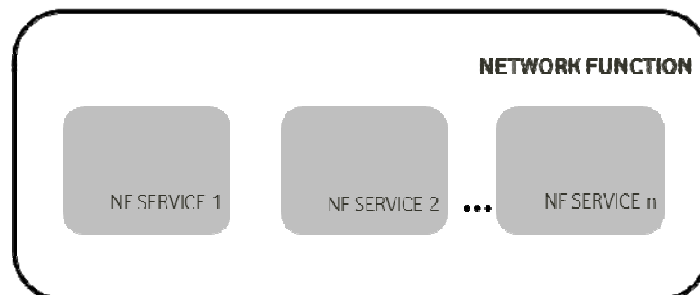 NETWORK FUNCTION
NF SERVICE 1
NF SERVICE 2
...
NF SERVICE n